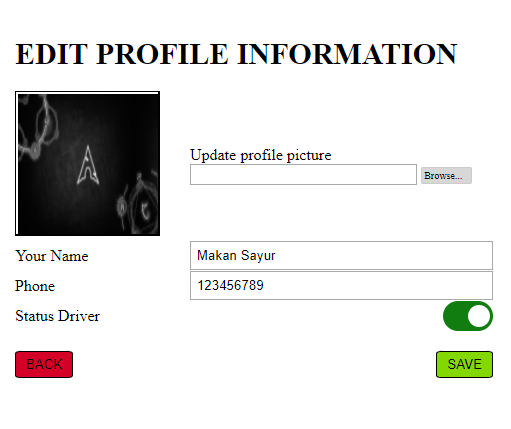 EDIT PROFILE INFORMATION
Update profile picture
Browse...
Your Name
Makan Sayur
Phone
123456789
Status Driver
BACK
SAVE